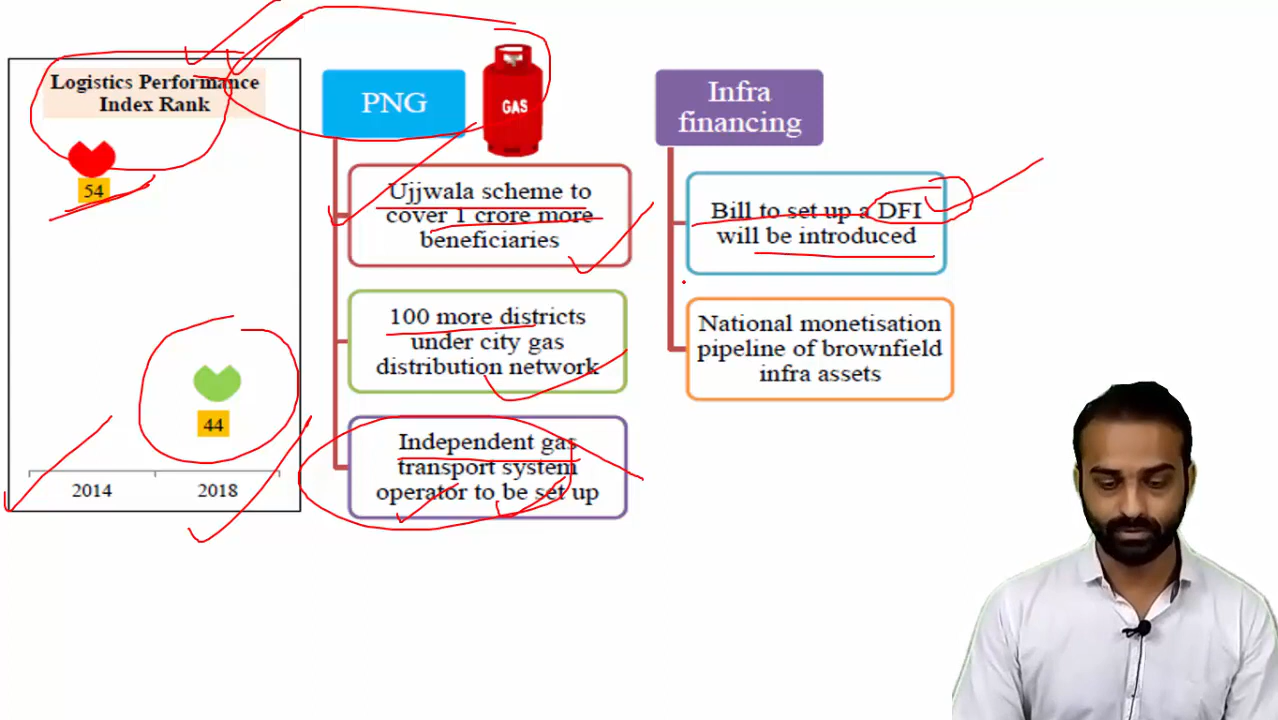 Logistics Performance
Index Rank
54
44
2014
2018
PNG
GAS
Ujjwala scheme to
cover 1 crore more
beneficiaries
100 more districts
under city gas
distribution network
Independent gas
transport system
operator to be set up
Infra
financing
Bill to set up a DFI
will be introduced
National monetisation
pipeline of brownfield
infra assets